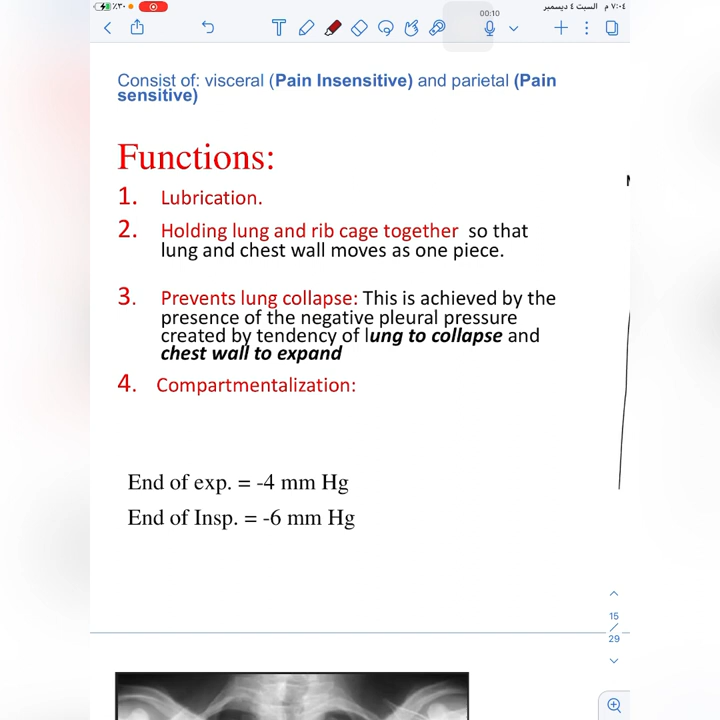 ٪٣٠
٧:٠٤ م السبت ٤ ديسمبر
00:10
Consist of: visceral (Pain Insensitive) and parietal (Pain
sensitive)
Functions:
1. Lubrication.
2. Holding lung and rib cage together so that
lung and chest wall moves as one piece.
3. Prevents lung collapse: This is achieved by the
presence of the negative pleural pressure
created by tendency of lung to collapse and
chest wall to expand
4. Compartmentalization:
End of exp. = -4 mm Hg
End of Insp. = -6 mm Hg
15
/
29